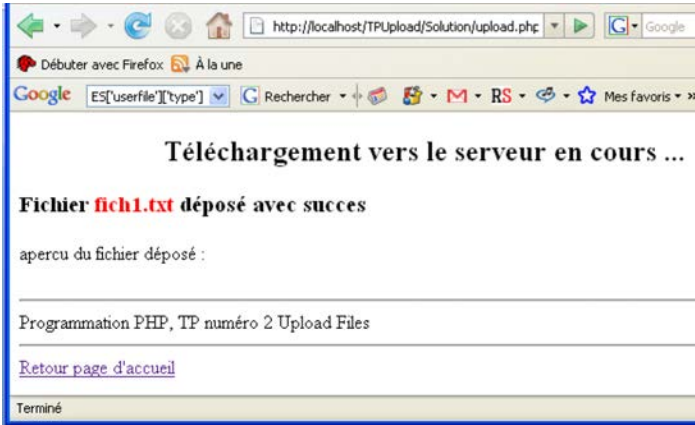 http://localhost/TPUpload/Solution/upload.php
G Google
Débuter avec Firefox À la une
Google ES['userfile']['type'] G Rechercher RS Mes favoris »
Téléchargement vers le serveur en cours ...
Fichier fich1.txt déposé avec succes
apercu du fichier déposé :
Programmation PHP, TP numéro 2 Upload Files
Retour page d'accueil
Terminé